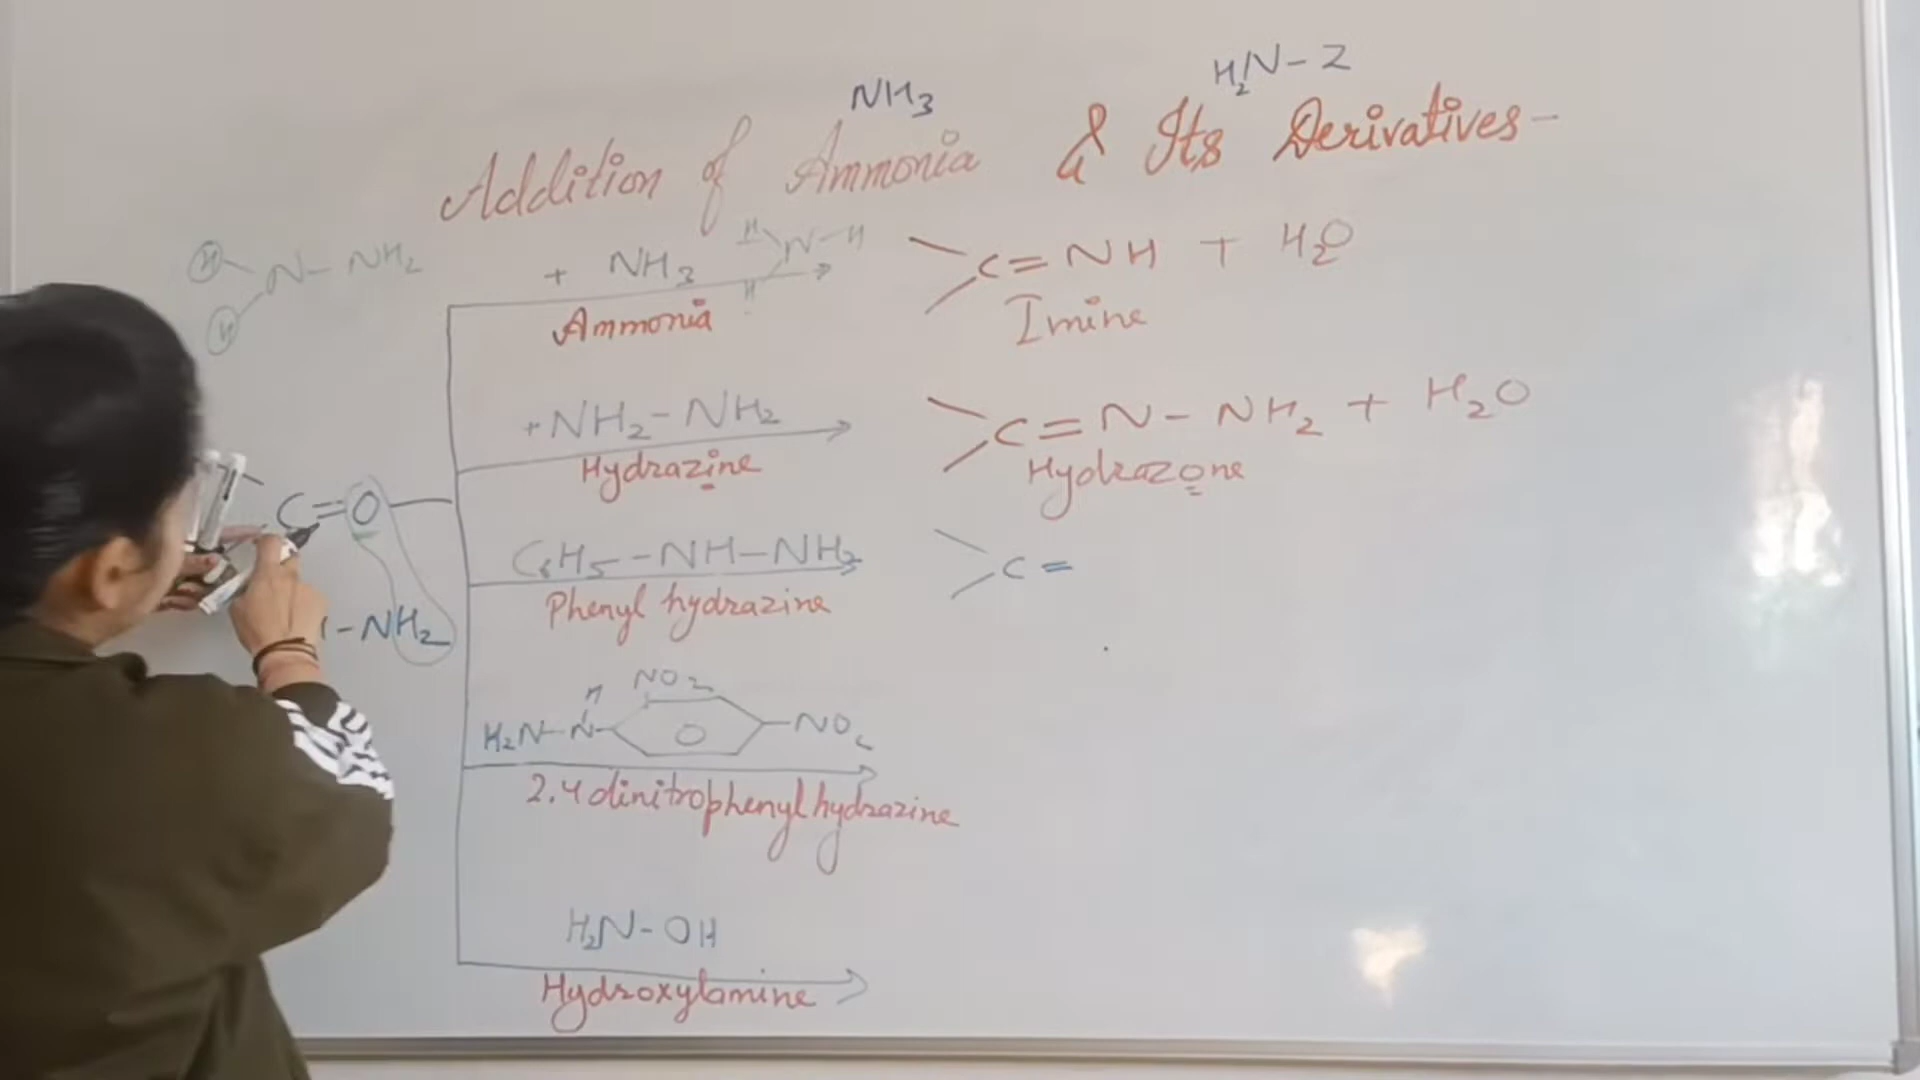 NH3
H2N-Z
Addition of Ammonia & Its Derivatives-
H
N-H
H
H
N-NH2
H
+ NH3
Ammonia
C=NH + H2O
Imine
+NH2-NH2
Hydrazine
C=N-NH2 + H2O
Hydrazone
C=O
-NH2
C6H5--NH-NH2
Phenyl hydrazine
C=
NO2
H
H2N-N-
-NO2
2.4 dinitrophenyl hydrazine
H2N-OH
Hydroxylamine